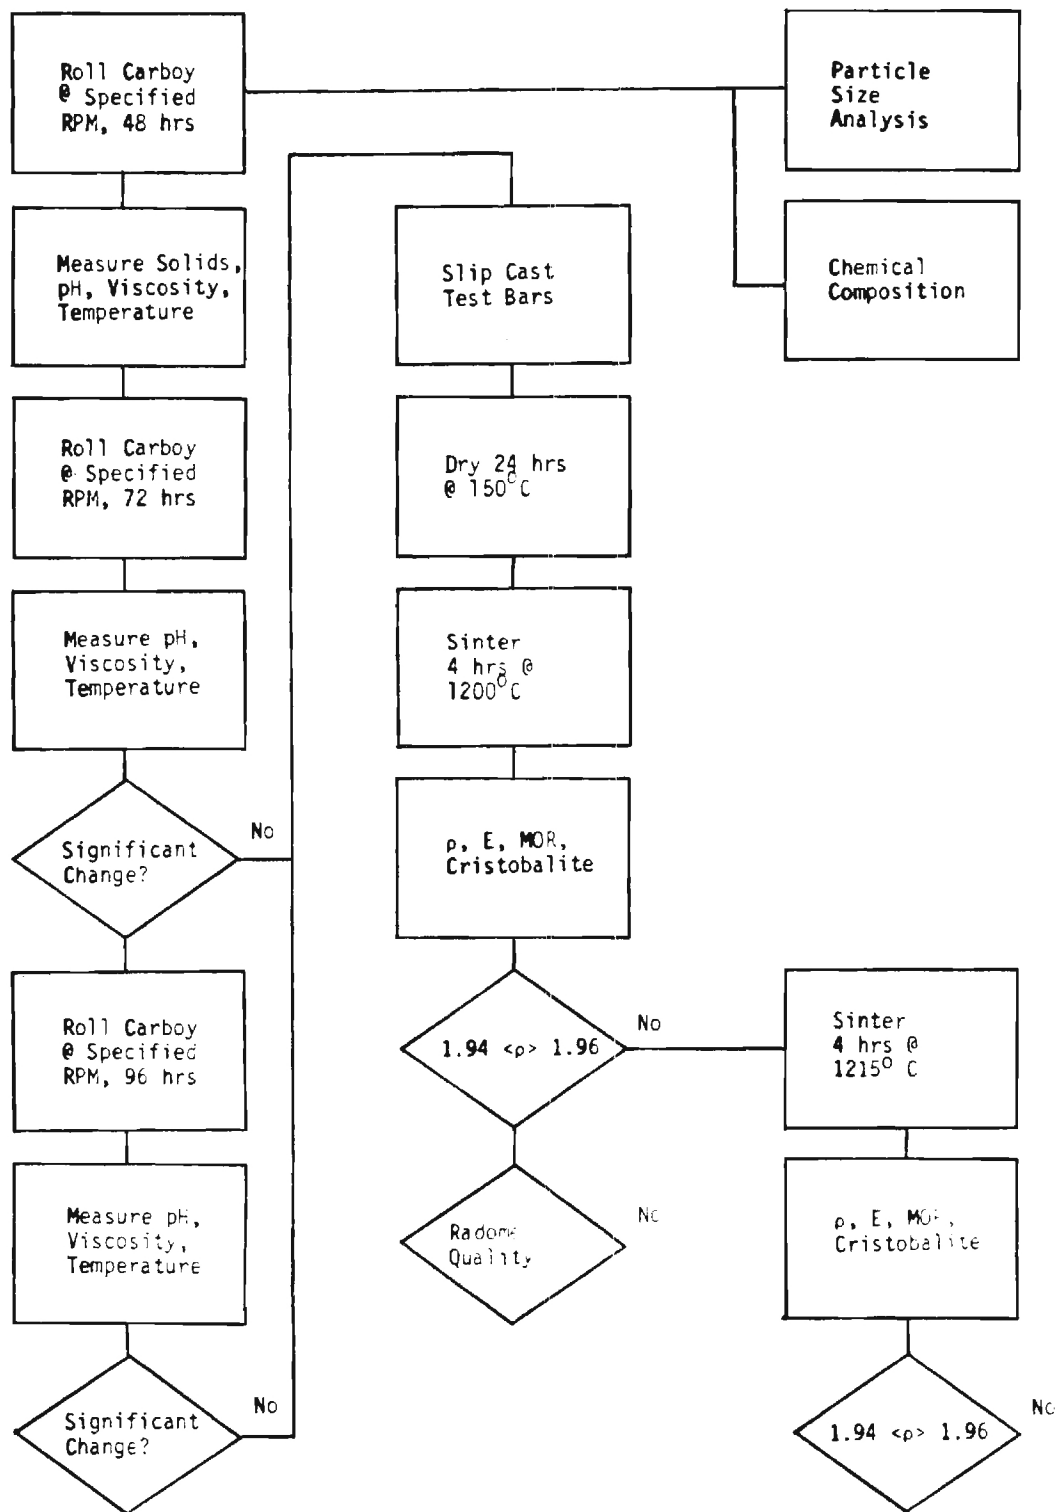 Roll Carboy
@ Specified
RPM, 48 hrs
Measure Solids,
pH, Viscosity,
Temperature
Roll Carboy
@ Specified
RPM, 72 hrs
Measure pH,
Viscosity,
Temperature
Significant
Change?
No
Roll Carboy
@ Specified
RPM, 96 hrs
Measure pH,
Viscosity,
Temperature
Significant
Change?
No
Slip Cast
Test Bars
Dry 24 hrs
@ 150°C
Sinter
4 hrs @
1200°C
ρ, E, MOR,
Cristobalite
1.94 <ρ> 1.96
No
Radome
Quality
No
Particle
Size
Analysis
Chemical
Composition
Sinter
4 hrs @
1215° C
ρ, E, MOR,
Cristobalite
1.94 <ρ> 1.96
No